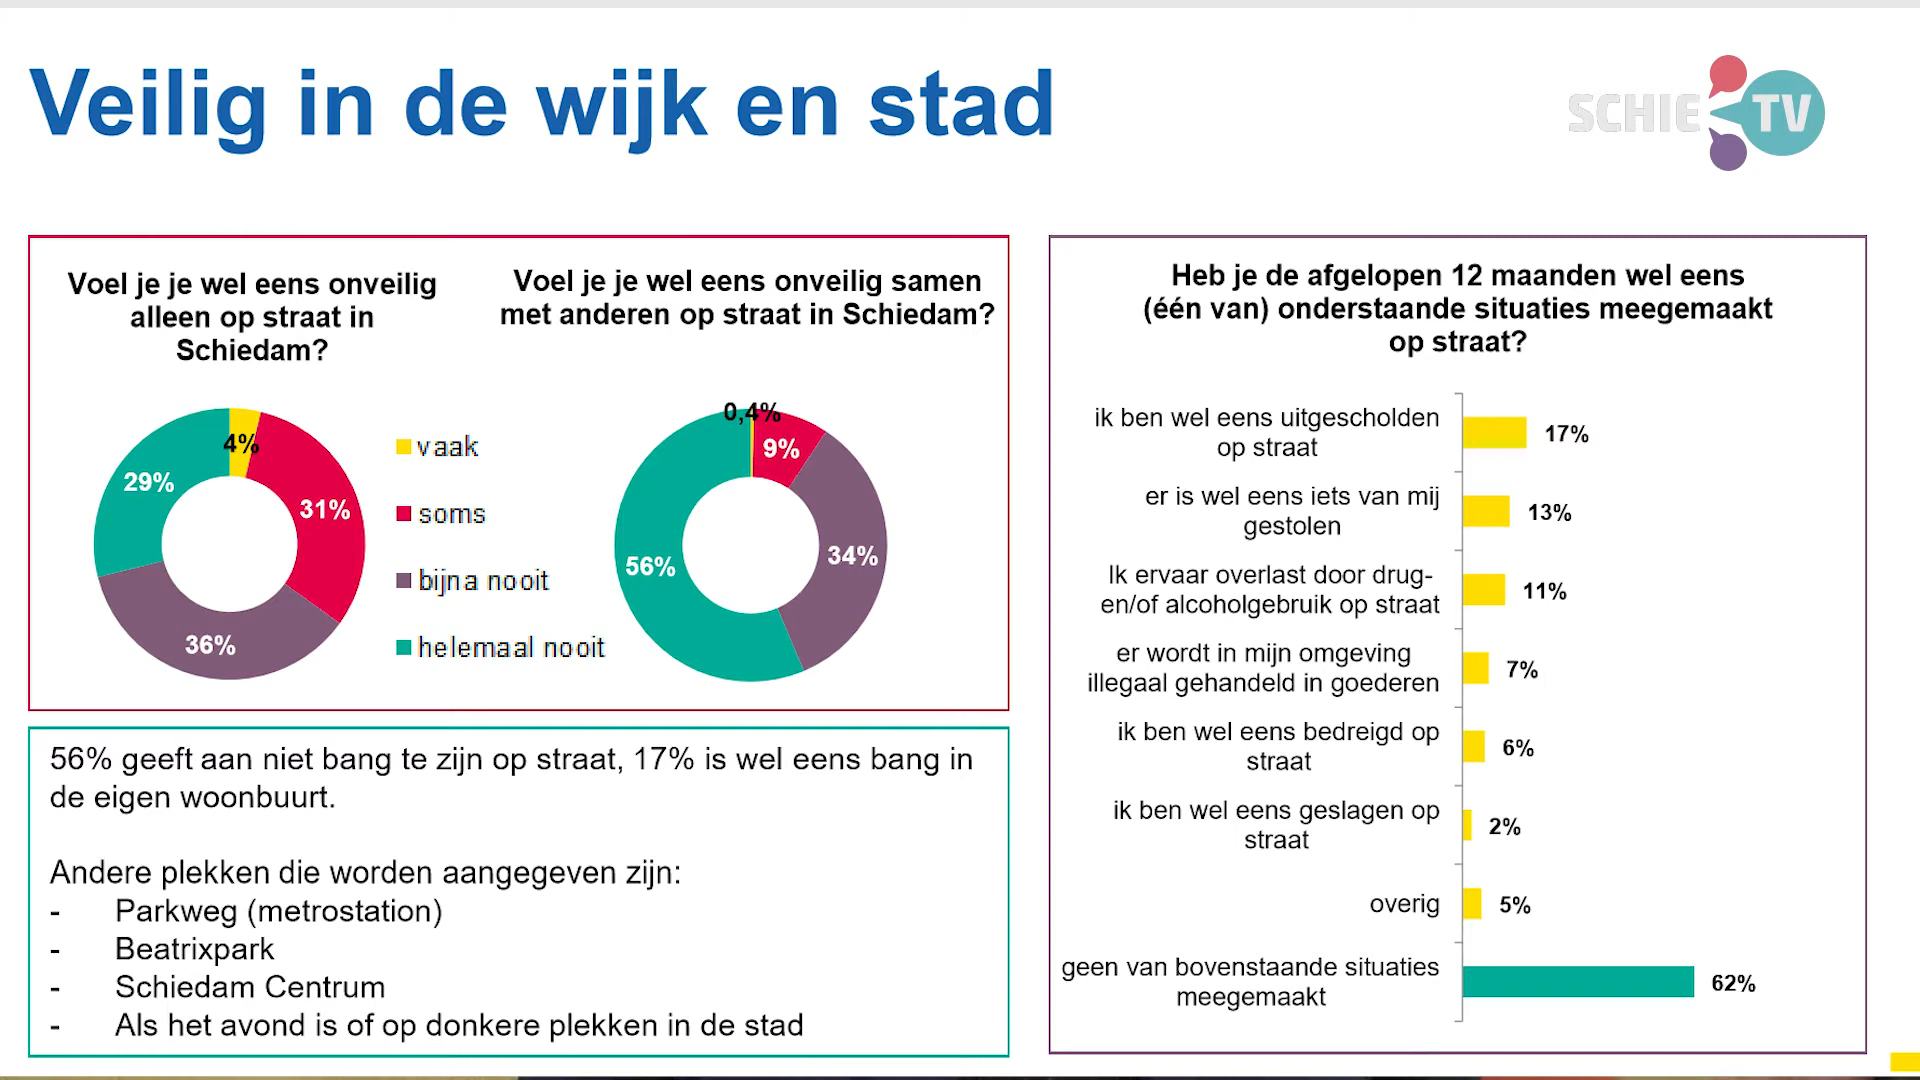 Veilig in de wijk en stad
SCHIE TV
Voel je je wel eens onveilig
alleen op straat in
Schiedam?
4%
31%
36%
29%
vaak
soms
bijna nooit
helemaal nooit
Voel je je wel eens onveilig samen
met anderen op straat in Schiedam?
0,4%
9%
34%
56%
56% geeft aan niet bang te zijn op straat, 17% is wel eens bang in
de eigen woonbuurt.
Andere plekken die worden aangegeven zijn:
- Parkweg (metrostation)
- Beatrixpark
- Schiedam Centrum
- Als het avond is of op donkere plekken in de stad
Heb je de afgelopen 12 maanden wel eens
(één van) onderstaande situaties meegemaakt
op straat?
ik ben wel eens uitgescholden
op straat
17%
er is wel eens iets van mij
gestolen
13%
Ik ervaar overlast door drug-
en/of alcoholgebruik op straat
11%
er wordt in mijn omgeving
illegaal gehandeld in goederen
7%
ik ben wel eens bedreigd op
straat
6%
ik ben wel eens geslagen op
straat
2%
overig
5%
geen van bovenstaande situaties
meegemaakt
62%